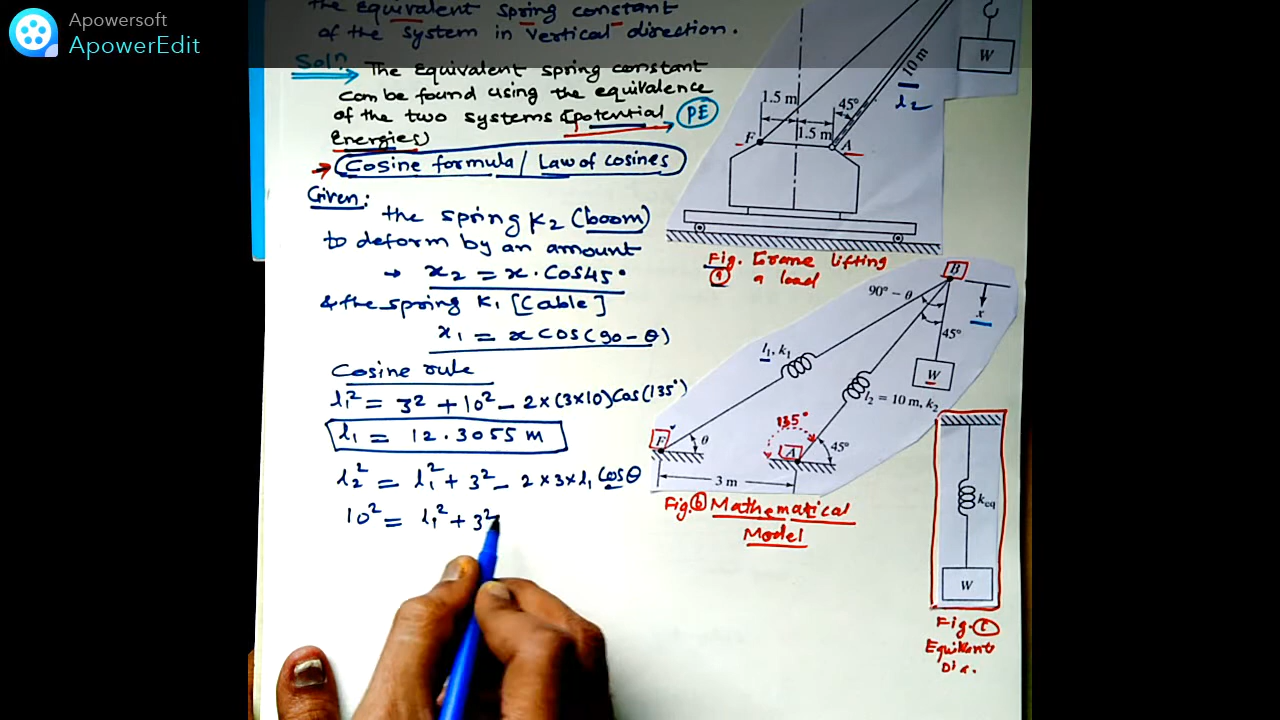 Apowersoft
ApowerEdit
the equivalent spring constant
of the system in vertical direction.
Soln The equivalent spring constant
can be found using the equivalence
of the two systems (potential PE
Energies)
Cosine formula / Law of cosines
Given:
the spring K2 (boom)
to deform by an amount
→ x2 = x · Cos45°
& the spring K1 [Cable]
x1 = x cos(90-θ)
Cosine rule
l1² = 3² + 10² - 2×(3×10)Cos(135°)
l1 = 12.3055 m
l2² = l1² + 3² - 2×3×l1 cosθ
10² = l1² + 3²
W
10 m
l2
1.5 m
45°
1.5 m
F
A
Fig. Crame lifting
a a load
B
90° – θ
x
45°
l1, k1
W
l2 = 10 m, k2
135°
F
θ
A
45°
3 m
Fig. b Mathematical
Model
keq
W
Fig. c
Equilent
Dia.